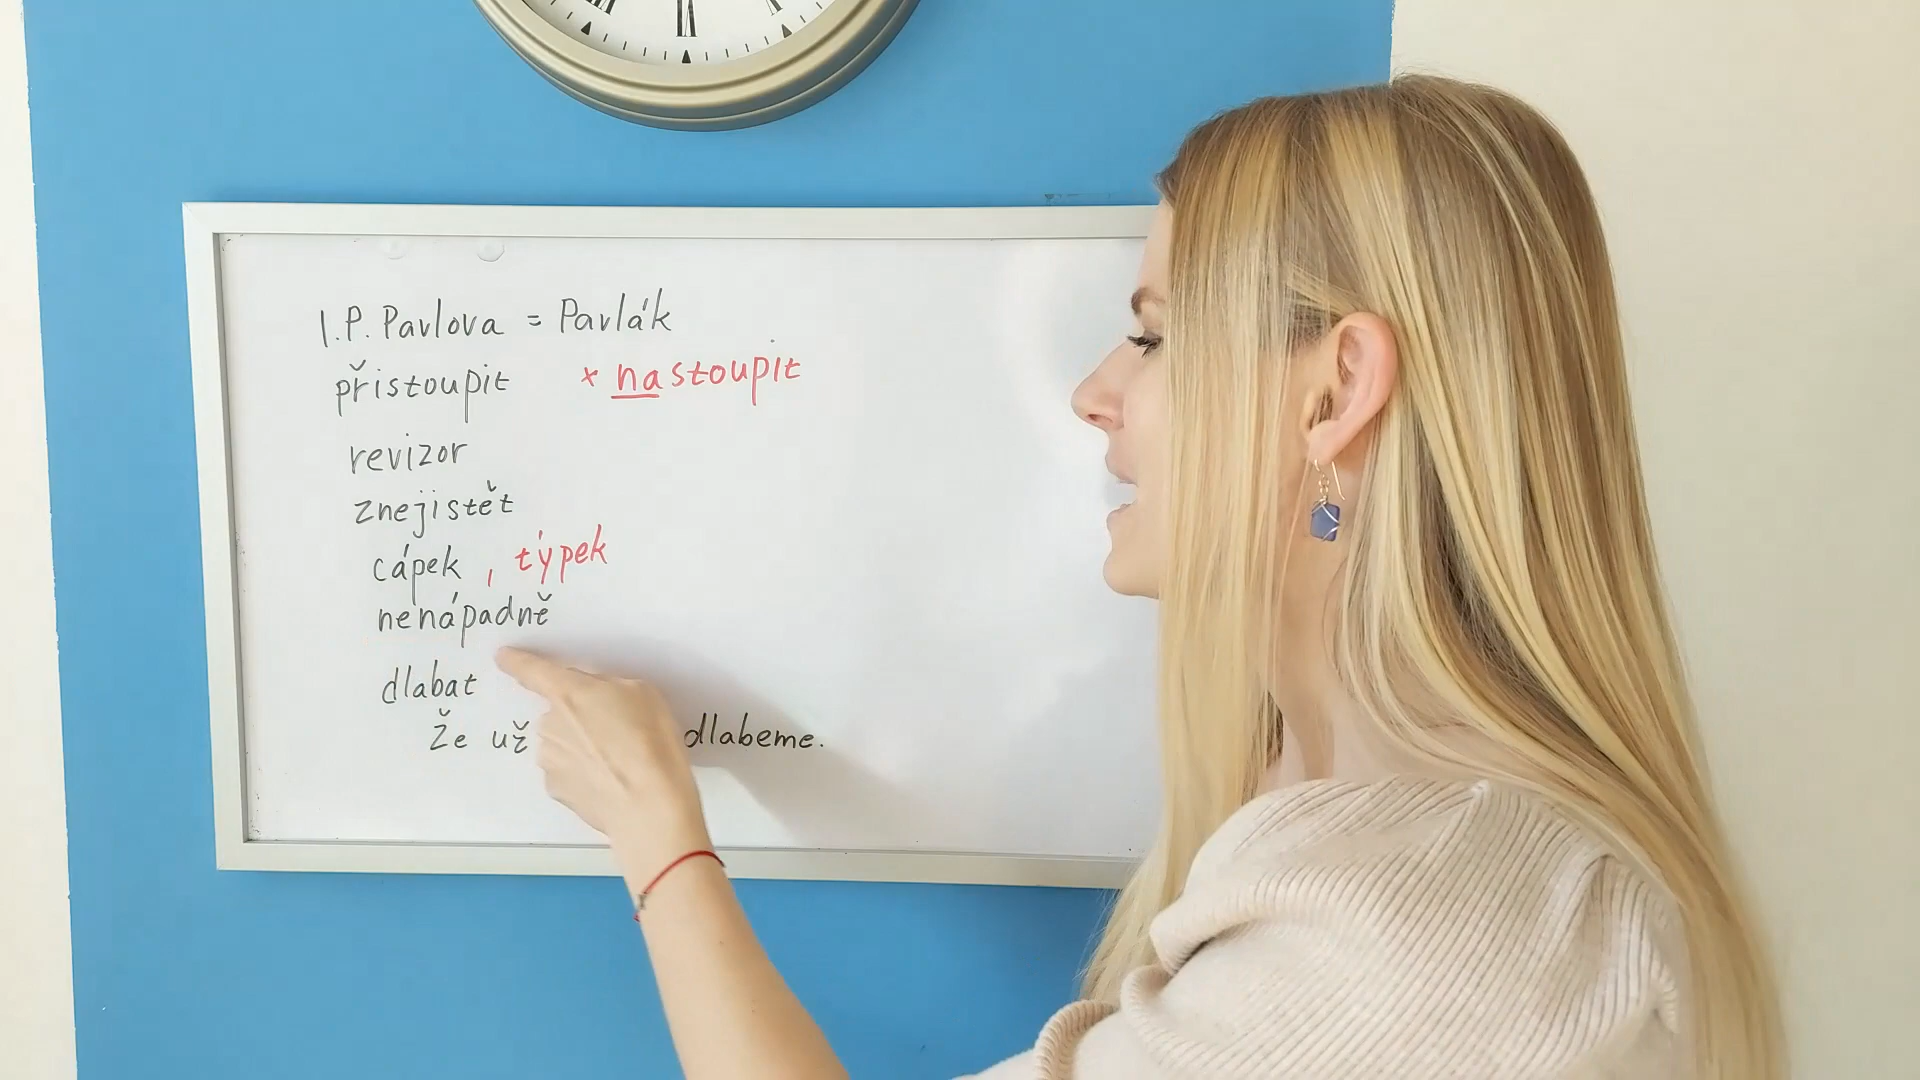 I.P. Pavlova = Pavlák
přistoupit × nastoupit
revizor
znejistět
cápek, týpek
nenápadně
dlabat
Že už dlabeme.